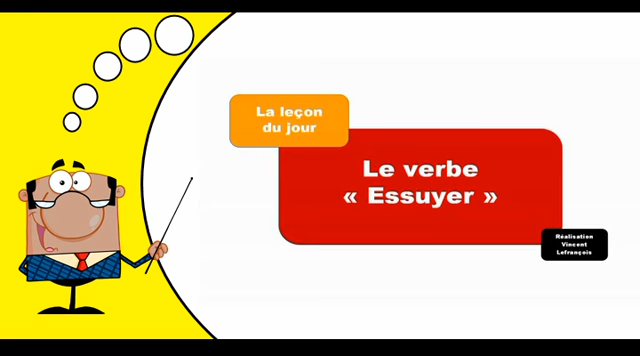 La leçon
du jour
Le verbe
« Essuyer »
Réalisation
Vincent
Lefrançois